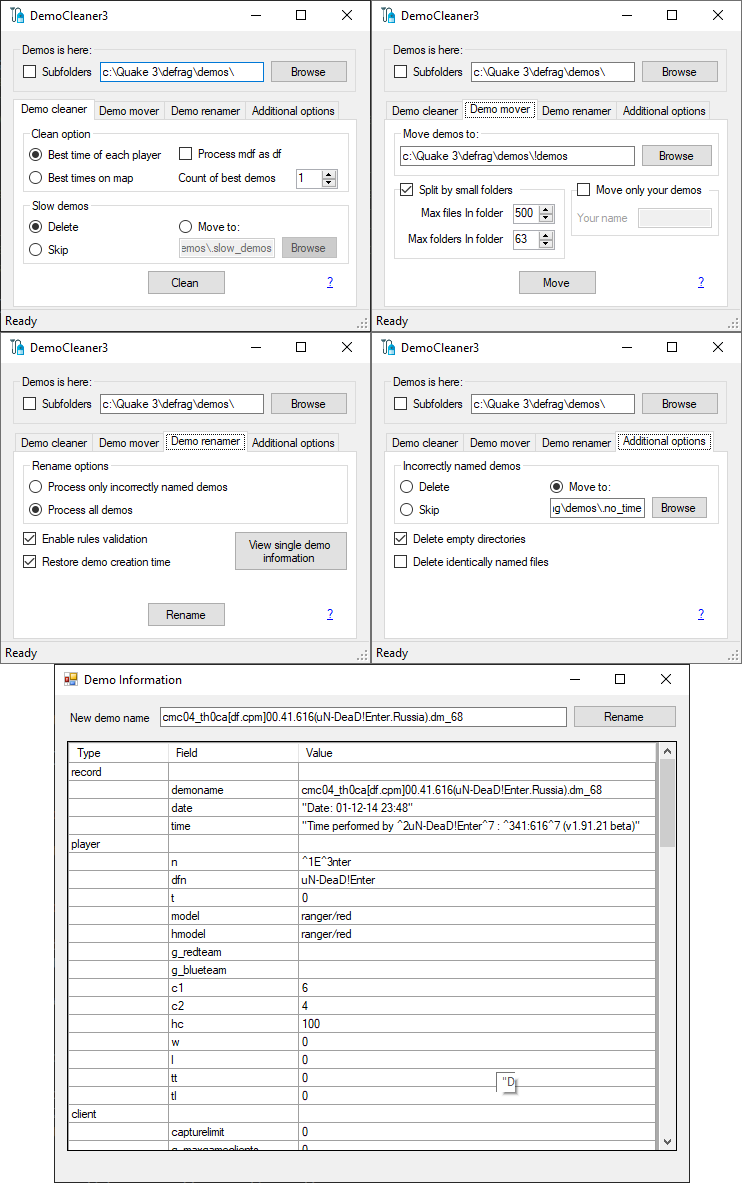 DemoCleaner3
Demos is here:
Subfolders c:\Quake 3\defrag\demos\ Browse
Demo cleaner Demo mover Demo renamer Additional options
Clean option
Best time of each player Process mdf as df
Best times on map Count of best demos 1
Slow demos
Delete Move to:
Skip emos\.slow_demos Browse
Clean ?
Ready
DemoCleaner3
Demos is here:
Subfolders c:\Quake 3\defrag\demos\ Browse
Demo cleaner Demo mover Demo renamer Additional options
Move demos to:
c:\Quake 3\defrag\demos\!demos Browse
Split by small folders Move only your demos
Max files In folder 500 Your name
Max folders In folder 63
Move ?
Ready
DemoCleaner3
Demos is here:
Subfolders c:\Quake 3\defrag\demos\ Browse
Demo cleaner Demo mover Demo renamer Additional options
Rename options
Process only incorrectly named demos
Process all demos
Enable rules validation
Restore demo creation time
View single demo
information
Rename ?
Ready
DemoCleaner3
Demos is here:
Subfolders c:\Quake 3\defrag\demos\ Browse
Demo cleaner Demo mover Demo renamer Additional options
Incorrectly named demos
Delete Move to:
Skip ıg\demos\.no_time Browse
Delete empty directories
Delete identically named files
?
Ready
Demo Information
New demo name cmc04_th0ca[df.cpm]00.41.616(uN-DeaD!Enter.Russia).dm_68 Rename
Type Field Value
record
demoname cmc04_th0ca[df.cpm]00.41.616(uN-DeaD!Enter.Russia).dm_68
date "Date: 01-12-14 23:48"
time "Time performed by ^2uN-DeaD!Enter^7 : ^341:616^7 (v1.91.21 beta)"
player
n ^1E^3nter
dfn uN-DeaD!Enter
t 0
model ranger/red
hmodel ranger/red
g_redteam
g_blueteam
c1 6
c2 4
hc 100
w 0
l 0
tt 0
tl 0
"D
client
capturelimit 0
g_maxgameclients 0